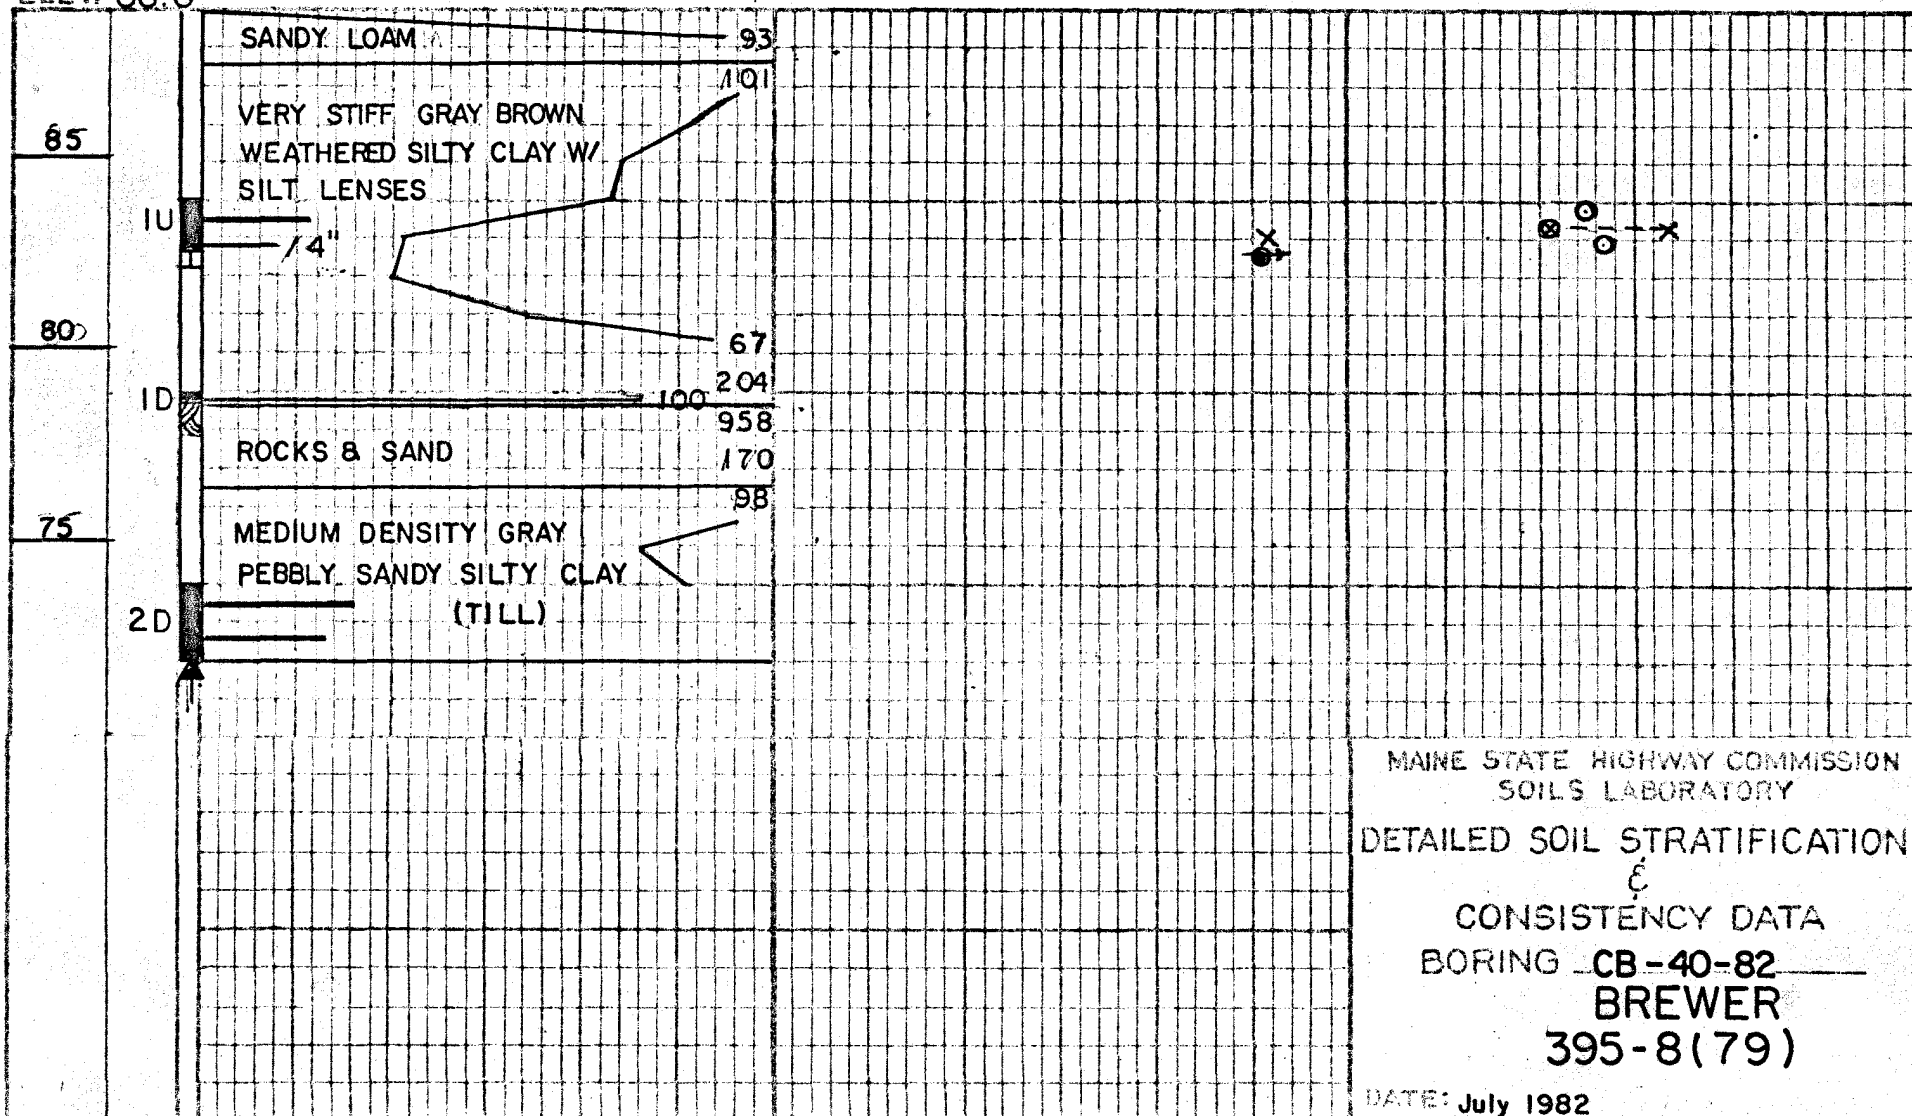 SANDY LOAM
93
101
VERY STIFF GRAY BROWN
WEATHERED SILTY CLAY W/
SILT LENSES
85
1U
/4"
80
67
204
1D
100
958
ROCKS & SAND
170
98
75
MEDIUM DENSITY GRAY
PEBBLY SANDY SILTY CLAY
(TILL)
2D
MAINE STATE HIGHWAY COMMISSION
SOILS LABORATORY
DETAILED SOIL STRATIFICATION
&
CONSISTENCY DATA
BORING CB-40-82
BREWER
395-8(79)
DATE: July 1982